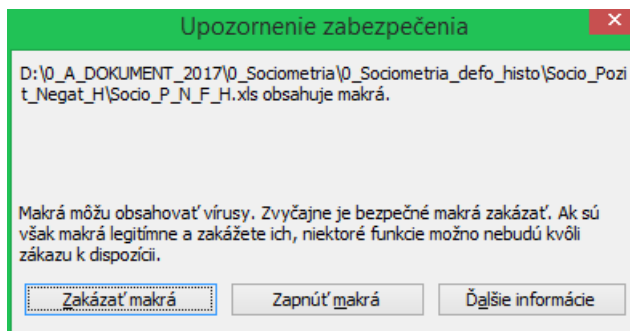 Upozornenie zabezpečenia
D:\0_A_DOKUMENT_2017\0_Sociometria\0_Sociometria_defo_histo\Socio_Pozi
t_Negat_H\Socio_P_N_F_H.xls obsahuje makrá.
Makrá môžu obsahovať vírusy. Zvyčajne je bezpečné makrá zakázať. Ak sú
však makrá legitímne a zakážete ich, niektoré funkcie možno nebudú kvôli
zákazu k dispozícii.
Zakázať makrá Zapnúť makrá Ďalšie informácie